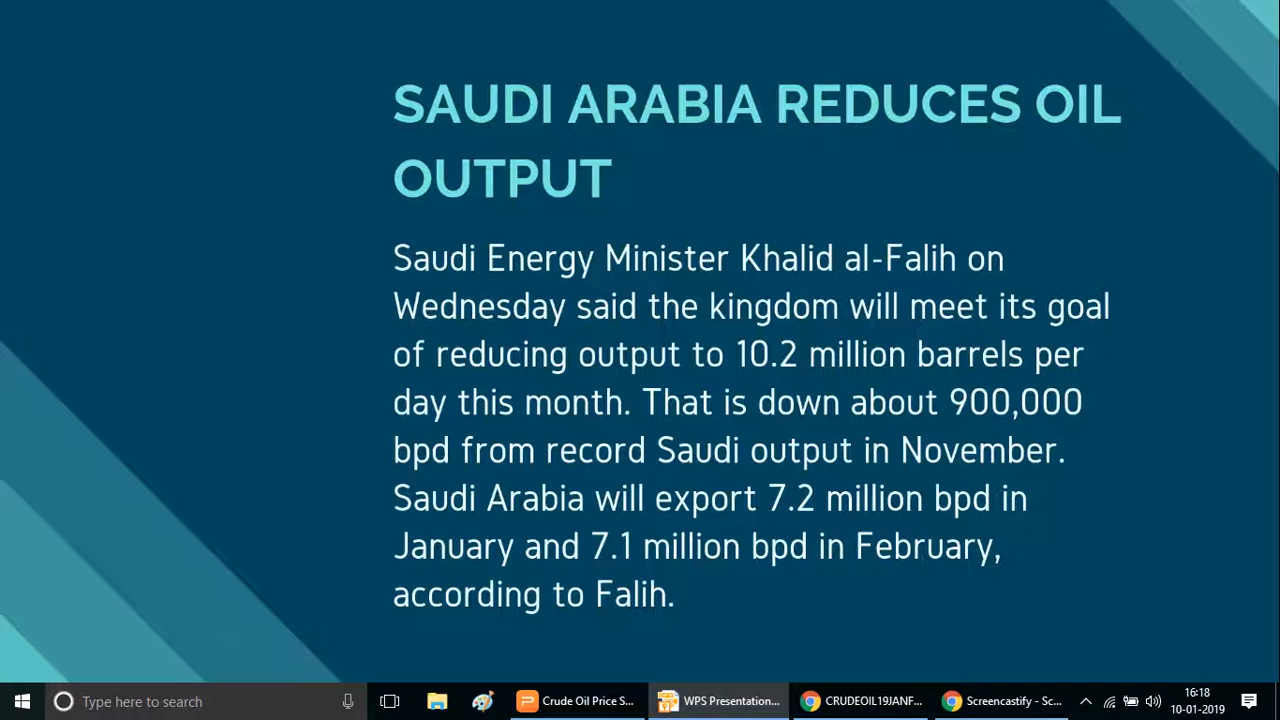 SAUDI ARABIA REDUCES OIL
OUTPUT
Saudi Energy Minister Khalid al-Falih on
Wednesday said the kingdom will meet its goal
of reducing output to 10.2 million barrels per
day this month. That is down about 900,000
bpd from record Saudi output in November.
Saudi Arabia will export 7.2 million bpd in
January and 7.1 million bpd in February,
according to Falih.
Type here to search
Crude Oil Price S...
WPS Presentation...
CRUDEOIL19JANF...
Screencastify - Sc...
16:18
10-01-2019